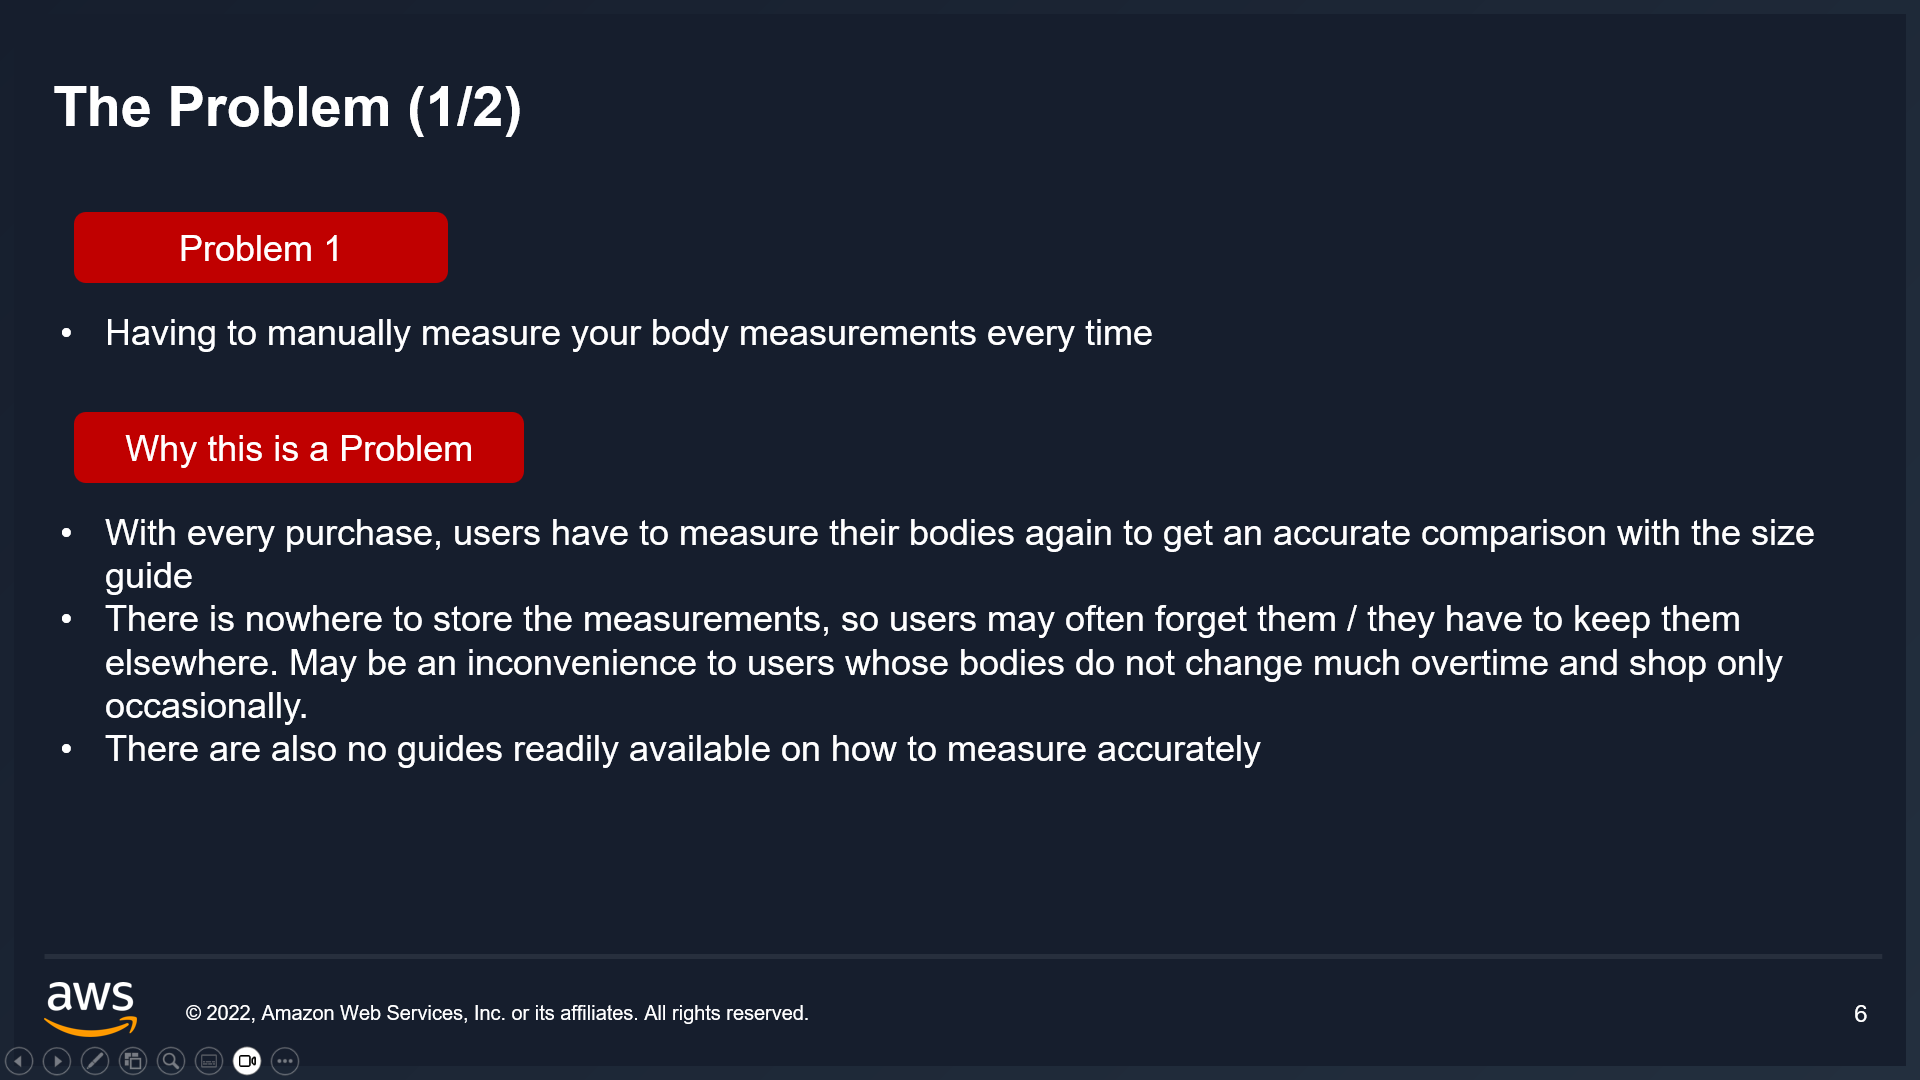 The Problem (1/2)
Problem 1
• Having to manually measure your body measurements every time
Why this is a Problem
• With every purchase, users have to measure their bodies again to get an accurate comparison with the size
guide
• There is nowhere to store the measurements, so users may often forget them / they have to keep them
elsewhere. May be an inconvenience to users whose bodies do not change much overtime and shop only
occasionally.
• There are also no guides readily available on how to measure accurately
aws
© 2022, Amazon Web Services, Inc. or its affiliates. All rights reserved.
6